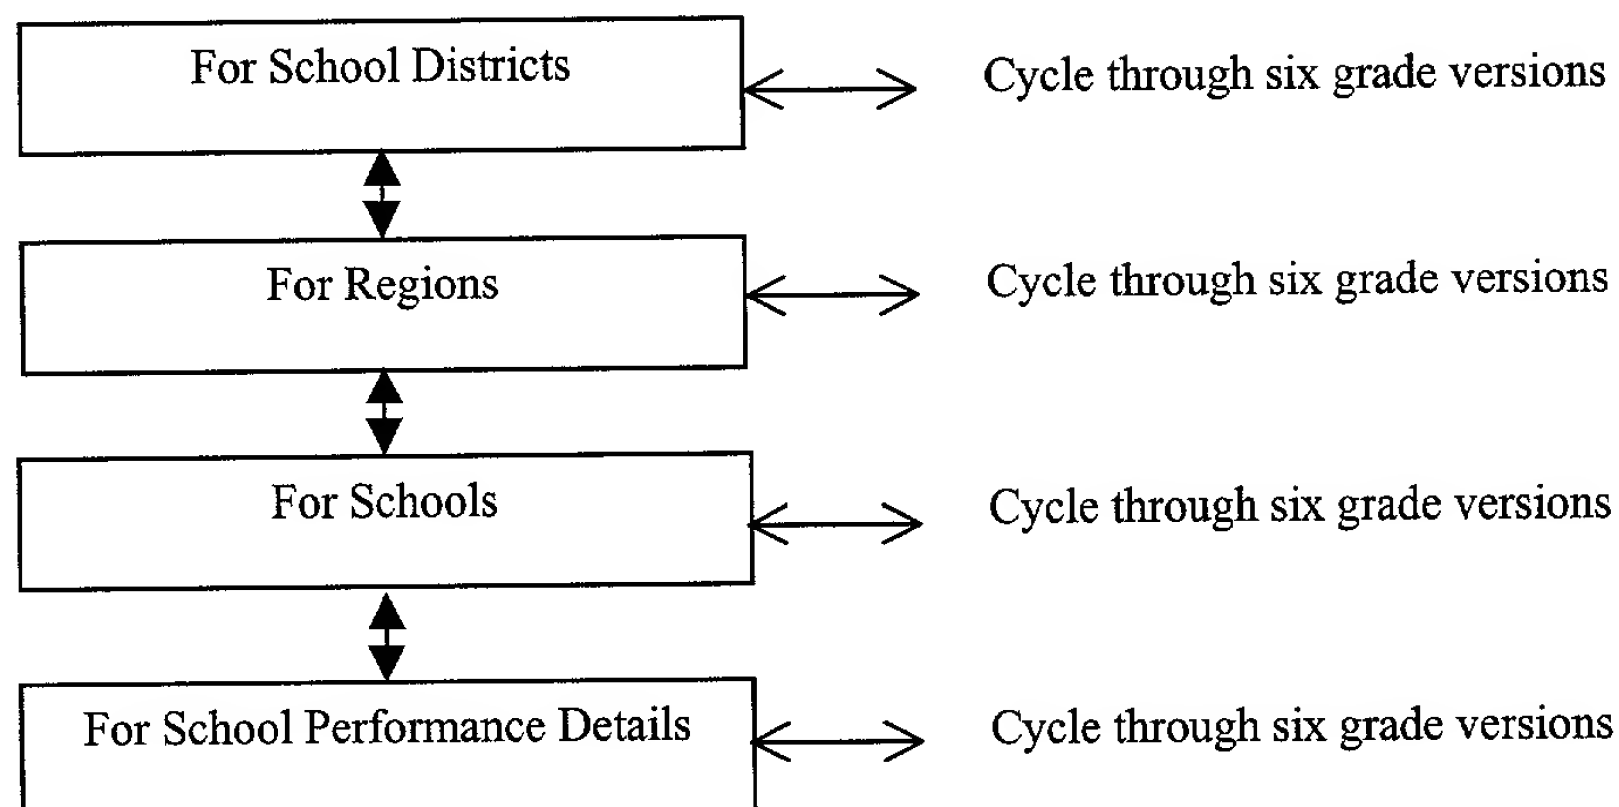 For School Districts
Cycle through six grade versions
For Regions
Cycle through six grade versions
For Schools
Cycle through six grade versions
For School Performance Details
Cycle through six grade versions